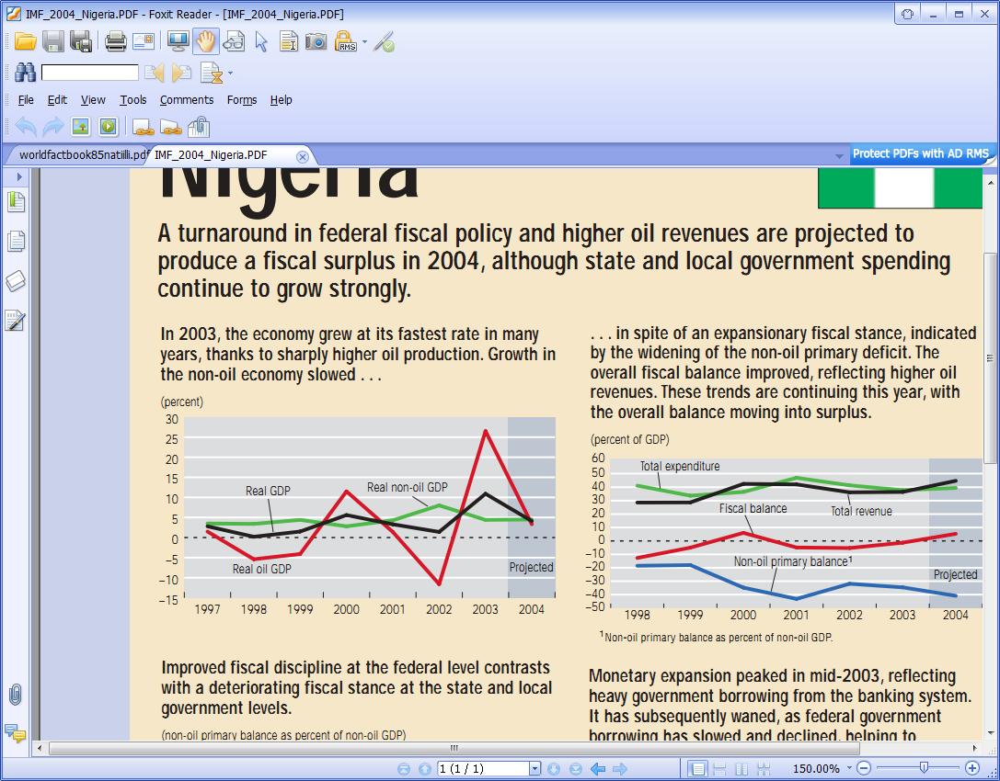 IMF_2004_Nigeria.PDF - Foxit Reader - [IMF_2004_Nigeria.PDF]
RMS
File Edit View Tools Comments Forms Help
worldfactbook85natiilli.pdf IMF_2004_Nigeria.PDF Protect PDFs with AD RMS
Nigeria
A turnaround in federal fiscal policy and higher oil revenues are projected to
produce a fiscal surplus in 2004, although state and local government spending
continue to grow strongly.
In 2003, the economy grew at its fastest rate in many
years, thanks to sharply higher oil production. Growth in
the non-oil economy slowed . . .
(percent)
30
25
20
15
10
5
0
–5
–10
–15
Real GDP
Real non-oil GDP
Real oil GDP
Projected
1997 1998 1999 2000 2001 2002 2003 2004
. . . in spite of an expansionary fiscal stance, indicated
by the widening of the non-oil primary deficit. The
overall fiscal balance improved, reflecting higher oil
revenues. These trends are continuing this year, with
the overall balance moving into surplus.
(percent of GDP)
60
50
40
30
20
10
0
–10
–20
–30
–40
–50
Total expenditure
Fiscal balance
Total revenue
Non-oil primary balance¹
Projected
1998 1999 2000 2001 2002 2003 2004
¹Non-oil primary balance as percent of non-oil GDP.
Improved fiscal discipline at the federal level contrasts
with a deteriorating fiscal stance at the state and local
government levels.
(non-oil primary balance as percent of non-oil GDP)
Monetary expansion peaked in mid-2003, reflecting
heavy government borrowing from the banking system.
It has subsequently waned, as federal government
borrowing has slowed and declined, helping to
1 (1 / 1) 150.00%